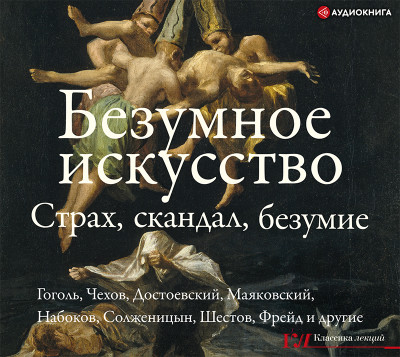 АУДИОКНИГА
Безумное
искусство
Страх, скандал, безумие
Гоголь, Чехов, Достоевский, Маяковский,
Набоков, Солженицын, Шестов, Фрейд и другие
Классика лекций